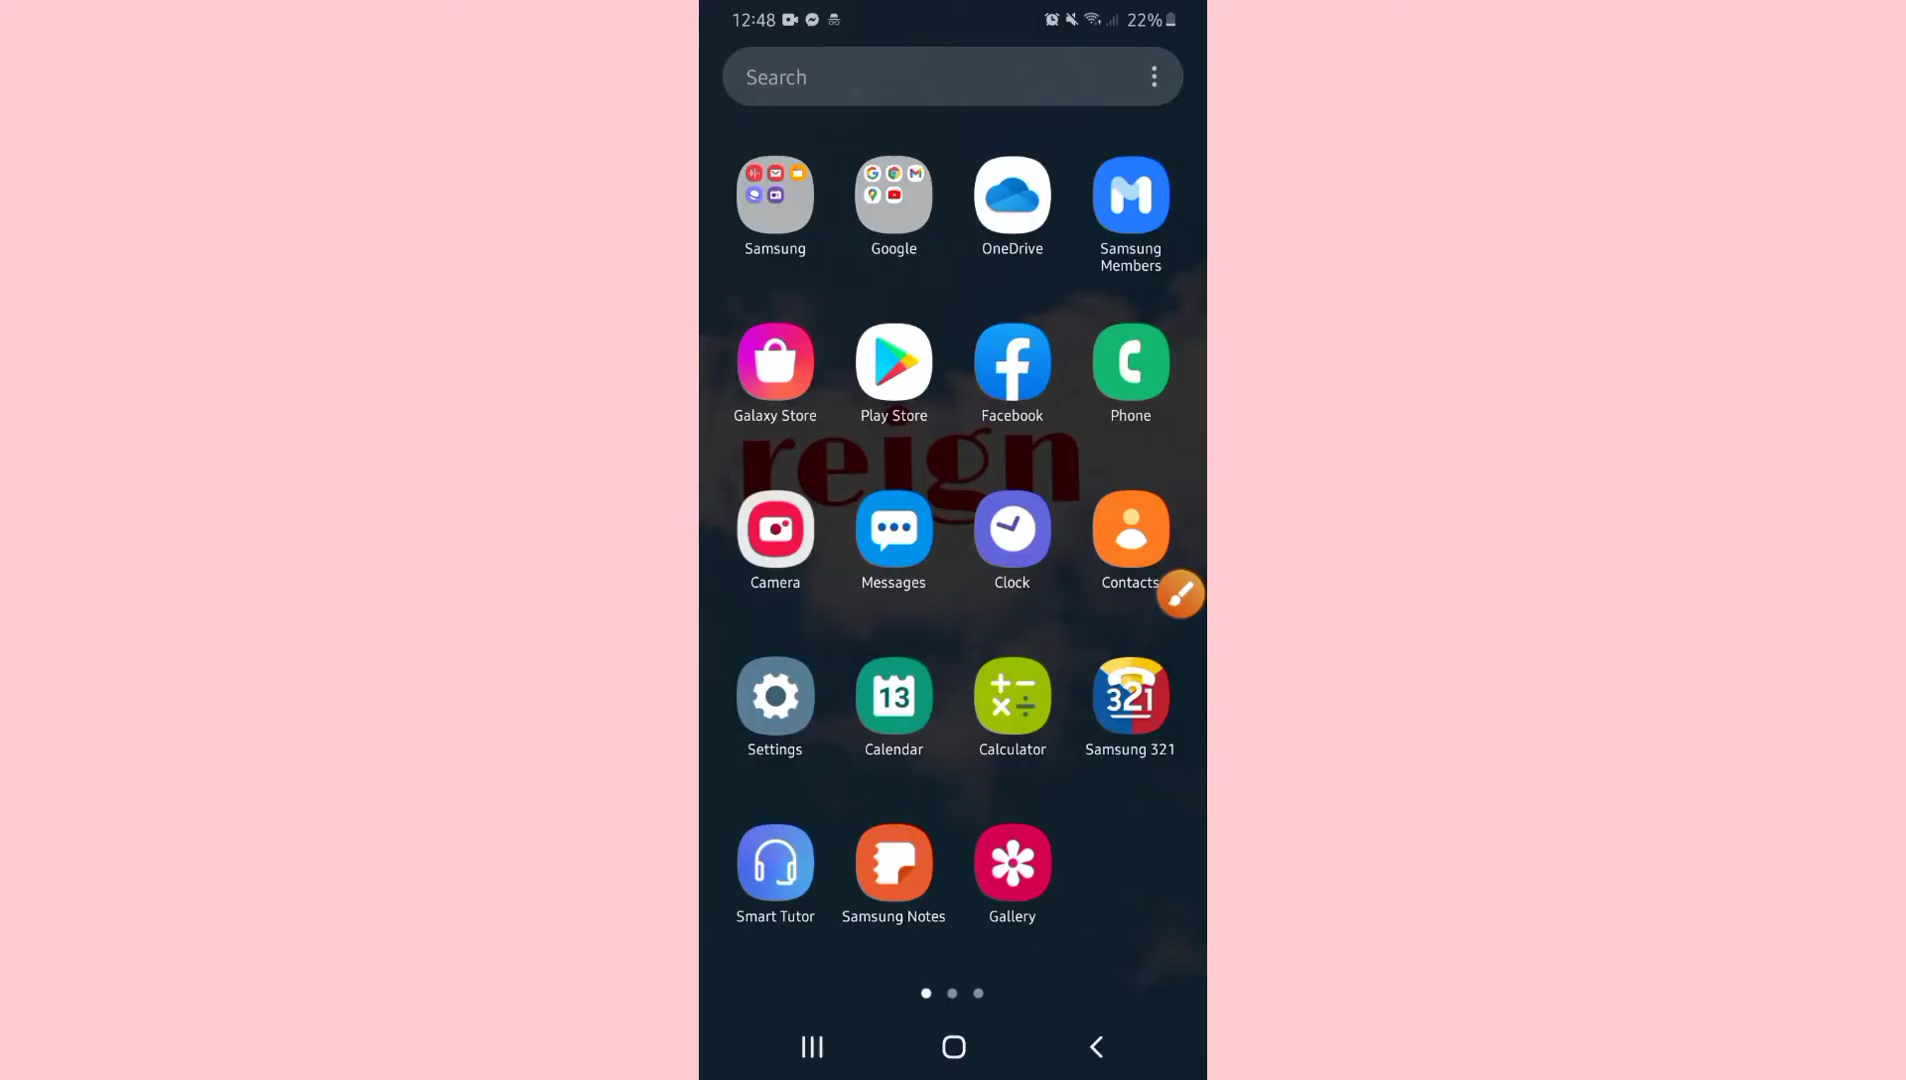 12:48 22%
Search
Samsung Google OneDrive Samsung Members
Galaxy Store Play Store Facebook Phone
reign
Camera Messages Clock Contacts
13
321
Settings Calendar Calculator Samsung 321
Smart Tutor Samsung Notes Gallery